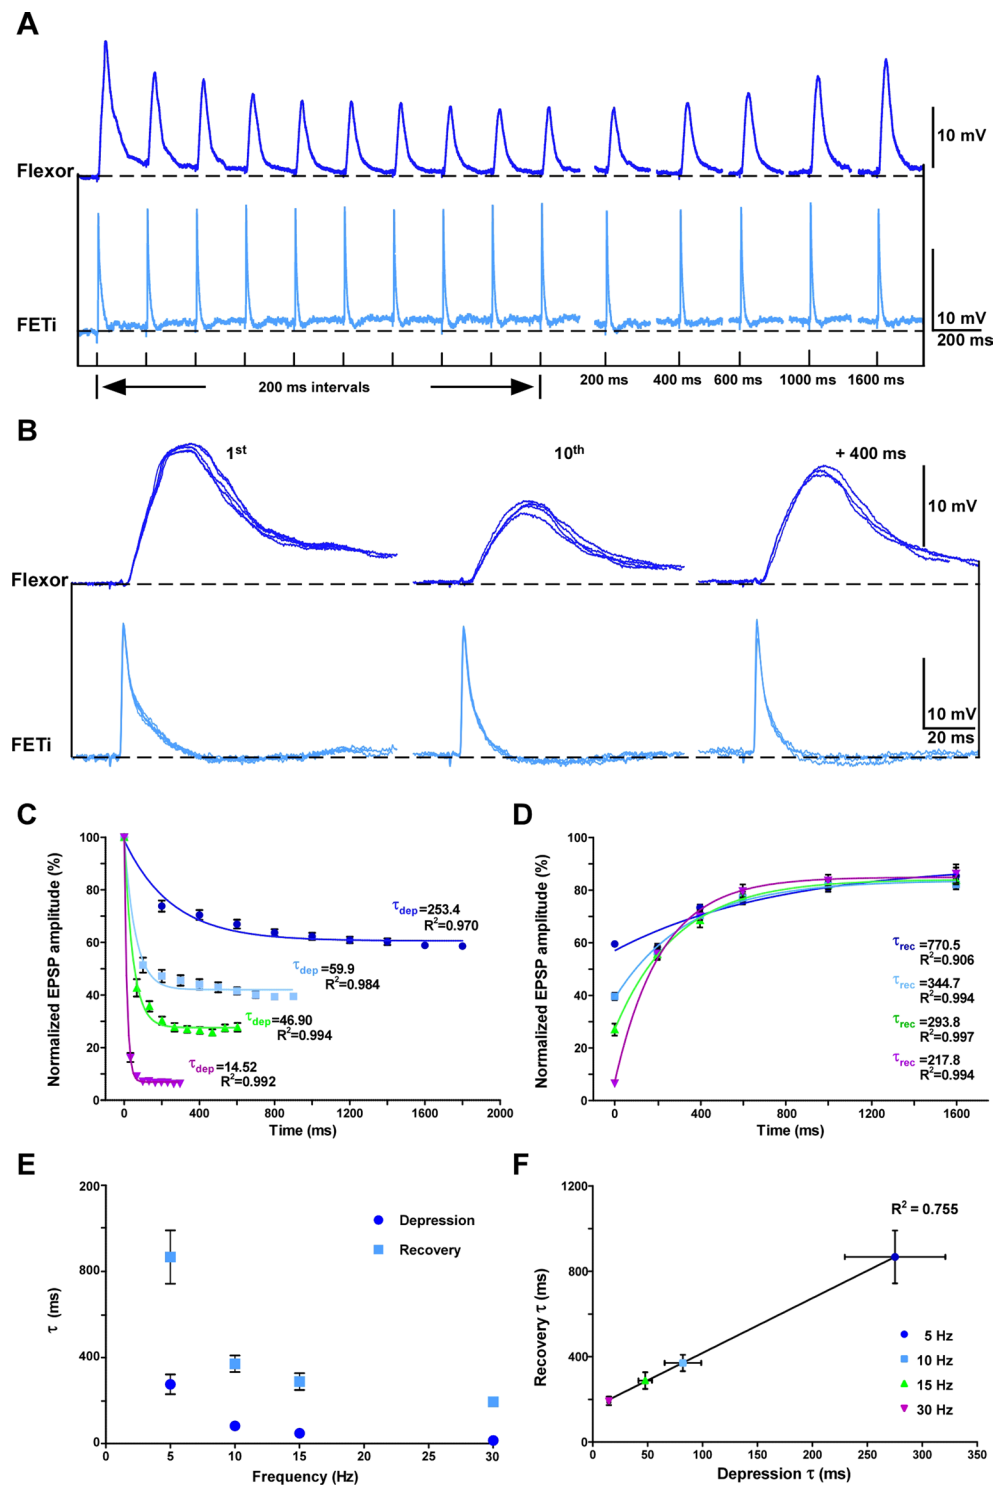 A
Flexor
10 mV
FETi
10 mV
200 ms
200 ms intervals
200 ms
400 ms
600 ms
1000 ms
1600 ms
B
1st
10th
+ 400 ms
10 mV
Flexor
FETi
10 mV
20 ms
C
Normalized EPSP amplitude (%)
100
80
60
40
20
0
τdep=253.4
R2=0.970
τdep=59.9
R2=0.984
τdep=46.90
R2=0.994
τdep=14.52
R2=0.992
0
400
800
1200
1600
2000
Time (ms)
D
Normalized EPSP amplitude (%)
100
80
60
40
20
0
τrec=770.5
R2=0.906
τrec=344.7
R2=0.994
τrec=293.8
R2=0.997
τrec=217.8
R2=0.994
0
400
800
1200
1600
Time (ms)
E
τ (ms)
200
800
400
0
Depression
Recovery
0
5
10
15
20
25
30
Frequency (Hz)
F
Recovery τ (ms)
1200
800
400
0
R2 = 0.755
5 Hz
10 Hz
15 Hz
30 Hz
0
50
100
150
200
250
300
350
Depression τ (ms)